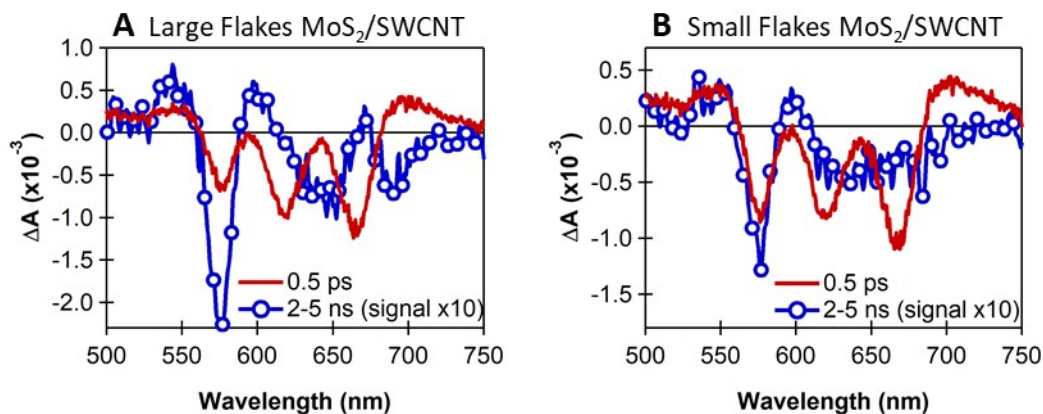 A Large Flakes MoS₂/SWCNT
1.0
0.5
0.0
-0.5
-1.0
-1.5
-2.0
ΔA (x10⁻³)
0.5 ps
2-5 ns (signal x10)
500 550 600 650 700 750
Wavelength (nm)
B Small Flakes MoS₂/SWCNT
0.5
0.0
-0.5
-1.0
-1.5
ΔA (x10⁻³)
0.5 ps
2-5 ns (signal x10)
500 550 600 650 700 750
Wavelength (nm)